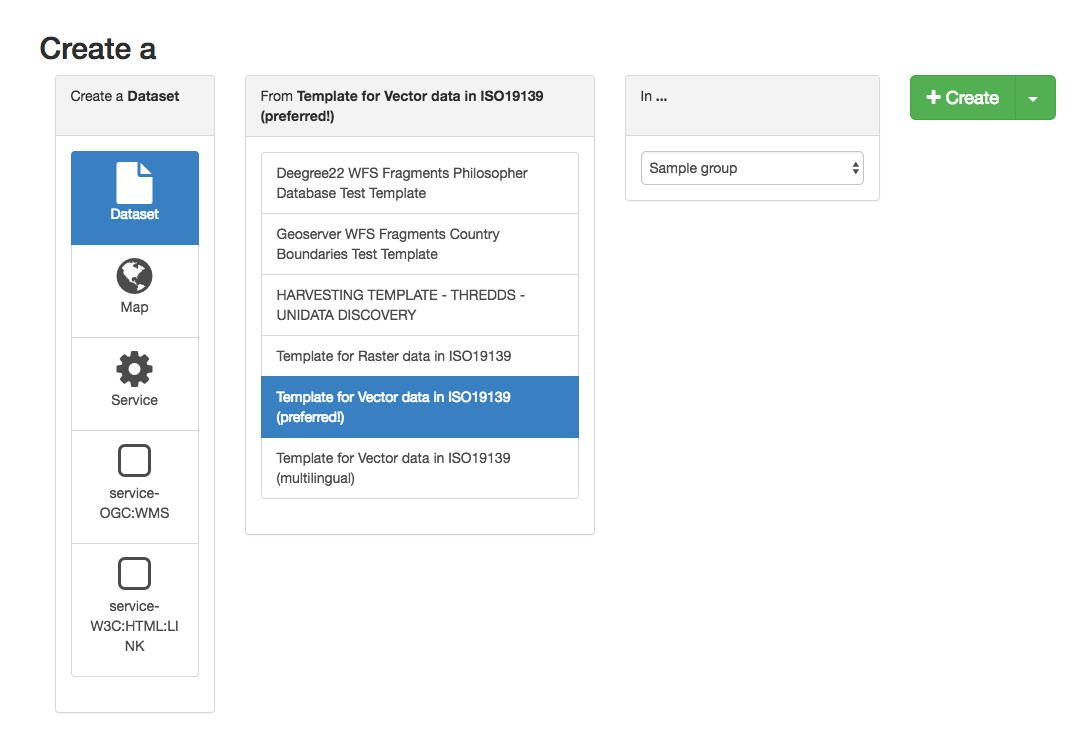 Create a
Create a Dataset
Dataset
Map
Service
service-
OGC:WMS
service-
W3C:HTML:LI
NK
From Template for Vector data in ISO19139
(preferred!)
Deegree22 WFS Fragments Philosopher
Database Test Template
Geoserver WFS Fragments Country
Boundaries Test Template
HARVESTING TEMPLATE - THREDDS -
UNIDATA DISCOVERY
Template for Raster data in ISO19139
Template for Vector data in ISO19139
(preferred!)
Template for Vector data in ISO19139
(multilingual)
In ...
Sample group
Create